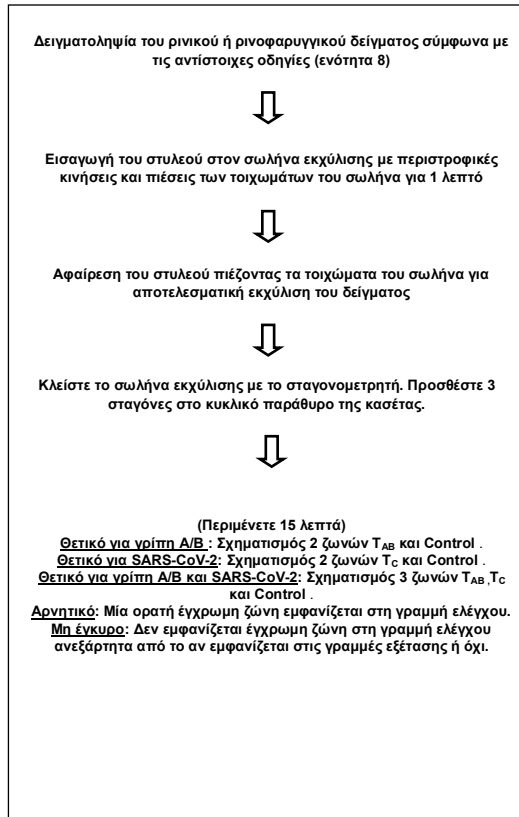 Δειγματοληψία του ρινικού ή ρινοφαρυγγικού δείγματος σύμφωνα με
τις αντίστοιχες οδηγίες (ενότητα 8)
Εισαγωγή του στυλεού στον σωλήνα εκχύλισης με περιστροφικές
κινήσεις και πιέσεις των τοιχωμάτων του σωλήνα για 1 λεπτό
Αφαίρεση του στυλεού πιέζοντας τα τοιχώματα του σωλήνα για
αποτελεσματική εκχύλιση του δείγματος
Κλείστε το σωλήνα εκχύλισης με το σταγονομετρητή. Προσθέστε 3
σταγόνες στο κυκλικό παράθυρο της κασέτας.
(Περιμένετε 15 λεπτά)
Θετικό για γρίπη Α/Β : Σχηματισμός 2 ζωνών TAB και Control .
Θετικό για SARS-CoV-2: Σχηματισμός 2 ζωνών TC και Control .
Θετικό για γρίπη Α/Β και SARS-CoV-2: Σχηματισμός 3 ζωνών TAB ,TC
και Control .
Αρνητικό: Μία ορατή έγχρωμη ζώνη εμφανίζεται στη γραμμή ελέγχου.
Μη έγκυρο: Δεν εμφανίζεται έγχρωμη ζώνη στη γραμμή ελέγχου
ανεξάρτητα από το αν εμφανίζεται στις γραμμές εξέτασης ή όχι.